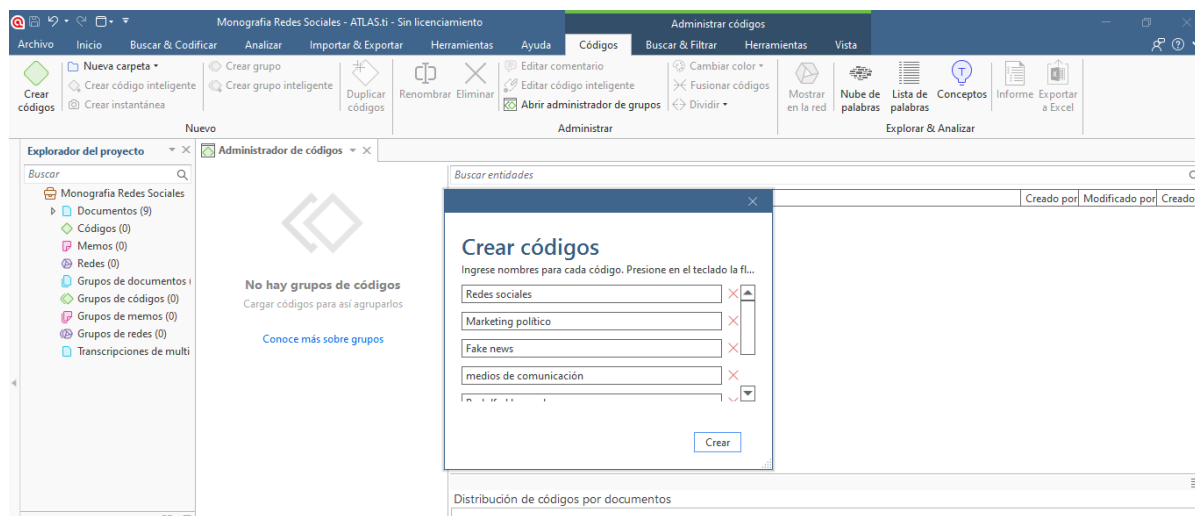 Monografia Redes Sociales - ATLAS.ti - Sin licenciamiento
Administrar códigos
Archivo Inicio Buscar & Codificar Analizar Importar & Exportar Herramientas Ayuda Códigos Buscar & Filtrar Herramientas Vista
Crear códigos
Nueva carpeta
Crear código inteligente
Crear instantánea
Crear grupo
Crear grupo inteligente
Duplicar códigos
Nuevo
Renombrar Eliminar
Editar comentario
Editar código inteligente
Abrir administrador de grupos
Cambiar color
Fusionar códigos
Dividir
Administrar
Mostrar en la red
Nube de palabras
Lista de palabras
Conceptos
Informe
Exportar a Excel
Explorar & Analizar
Explorador del proyecto
Buscar
Monografia Redes Sociales
Documentos (9)
Códigos (0)
Memos (0)
Redes (0)
Grupos de documentos
Grupos de códigos (0)
Grupos de memos (0)
Grupos de redes (0)
Transcripciones de multi
Administrador de códigos
No hay grupos de códigos
Cargar códigos para así agruparlos
Conoce más sobre grupos
Buscar entidades
Creado por Modificado por Creado
Crear códigos
Ingrese nombres para cada código. Presione en el teclado la fl...
Redes sociales
Marketing político
Fake news
medios de comunicación
Crear
Distribución de códigos por documentos